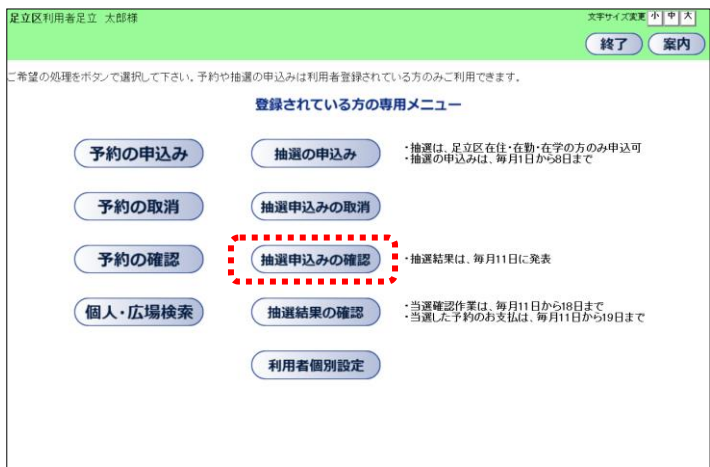 足立区利用者足立 太郎様
文字サイズ変更 小 中 大
終了 案内
ご希望の処理をボタンで選択して下さい。予約や抽選の申込みは利用者登録されている方のみご利用できます。
登録されている方の専用メニュー
予約の申込み 抽選の申込み ・抽選は、足立区在住・在勤・在学の方のみ申込可
・抽選の申込みは、毎月1日から8日まで
予約の取消 抽選申込みの取消
予約の確認 抽選申込みの確認 ・抽選結果は、毎月11日に発表
個人・広場検索 抽選結果の確認 ・当選確認作業は、毎月11日から18日まで
・当選した予約のお支払は、毎月11日から19日まで
利用者個別設定